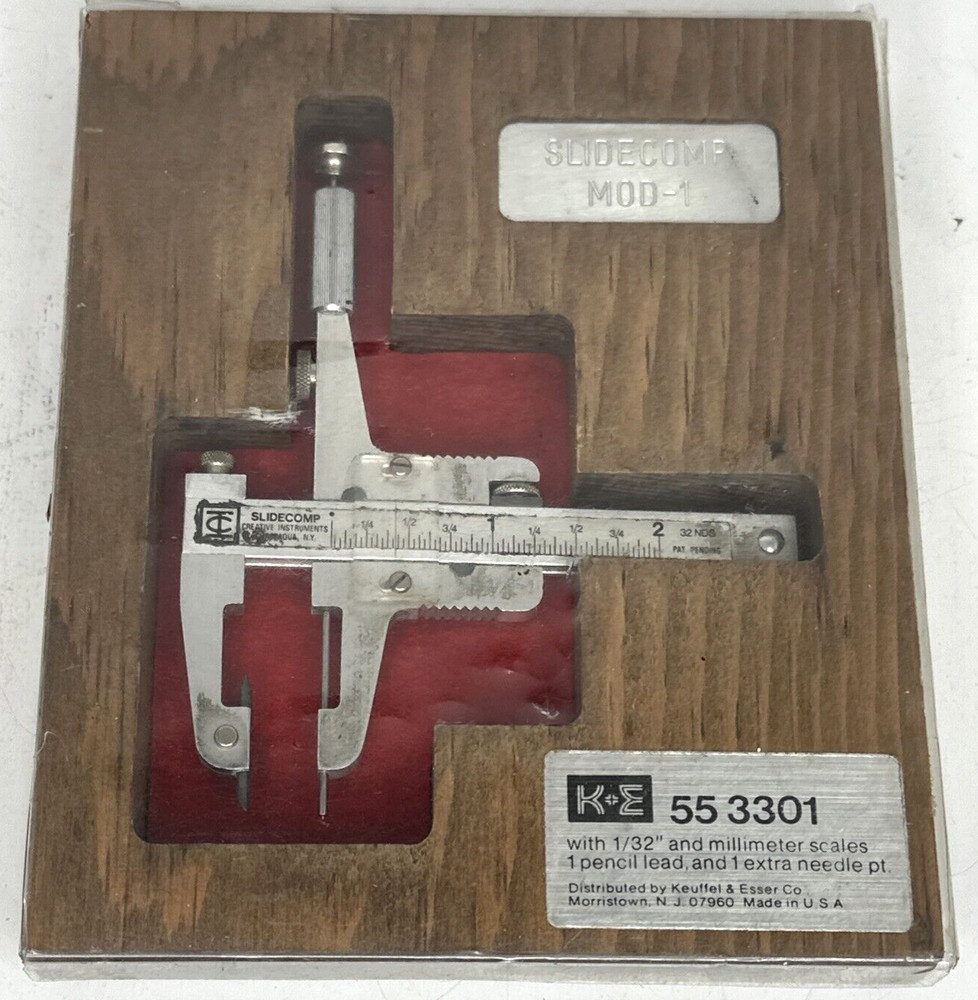 SLIDECOMP
MOD-1
SLIDECOMP
CREATIVE INSTRUMENTS
N.Y.
1/4 1/2 3/4 1 1/4 1/2 3/4 2 32 NDS
PAT. PENDING
K+E 55 3301
with 1/32" and millimeter scales
1 pencil lead, and 1 extra needle pt.
Distributed by Keuffel & Esser Co.,
Morristown, N.J. 07960 Made in U.S.A